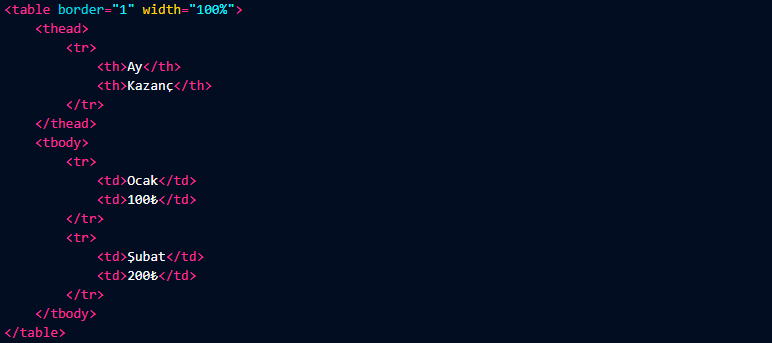 <table border="1" width="100%">
    <thead>
        <tr>
            <th>Ay</th>
            <th>Kazanç</th>
        </tr>
    </thead>
    <tbody>
        <tr>
            <td>Ocak</td>
            <td>100₺</td>
        </tr>
        <tr>
            <td>Şubat</td>
            <td>200₺</td>
        </tr>
    </tbody>
</table>